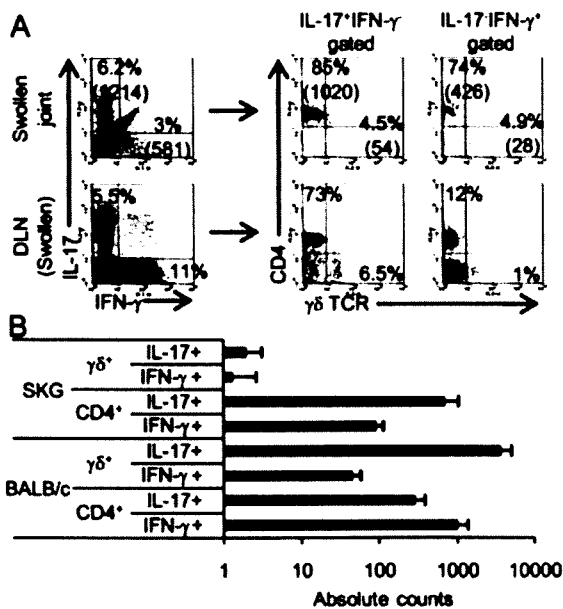 A
IL-17⁺IFN-γ⁻ gated
IL-17⁻IFN-γ⁺ gated
Swollen joint
6.2%
(1214)
3%
(581)
85%
(1020)
4.5%
(54)
74%
(426)
4.9%
(28)
DLN (Swollen)
IL-17
5.5%
11%
CD4
73%
6.5%
12%
1%
IFN-γ
γδ TCR
B
SKG
γδ⁺
IL-17+
IFN-γ +
CD4⁺
IL-17+
IFN-γ +
BALB/c
γδ⁺
IL-17+
IFN-γ +
CD4⁺
IL-17+
IFN-γ +
1 10 100 1000 10000
Absolute counts